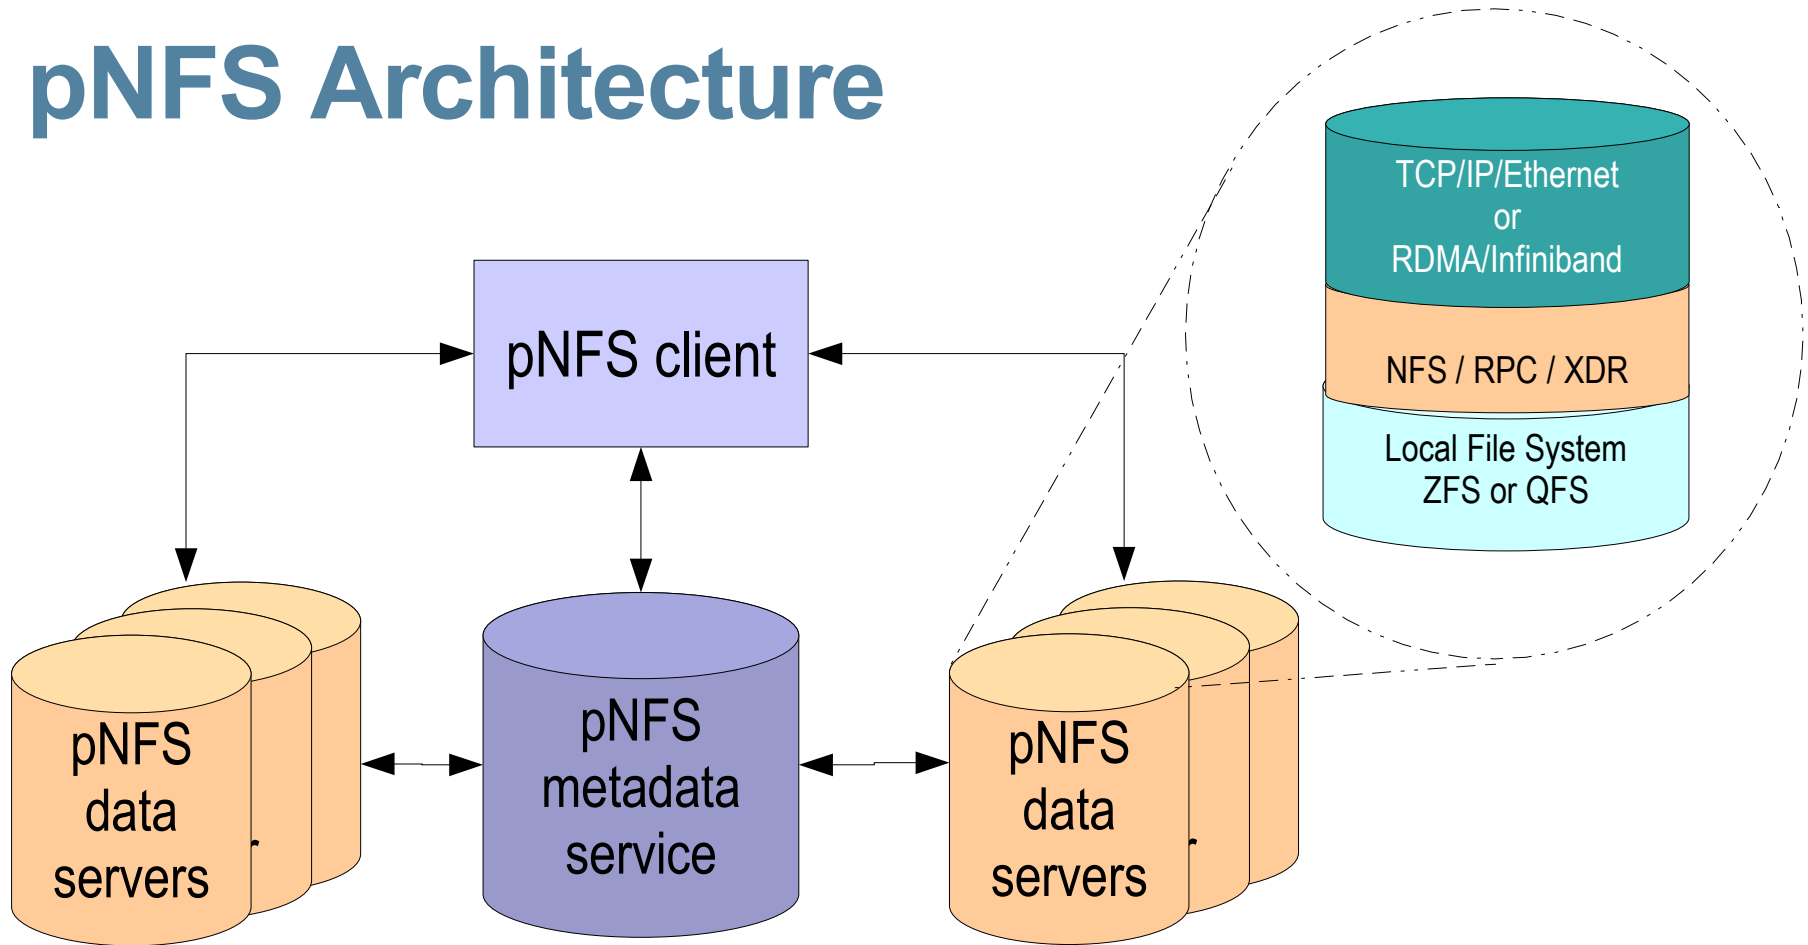 pNFS Architecture
TCP/IP/Ethernet
or
RDMA/Infiniband
NFS / RPC / XDR
Local File System
ZFS or QFS
pNFS client
pNFS
data
servers
pNFS
metadata
service
pNFS
data
servers